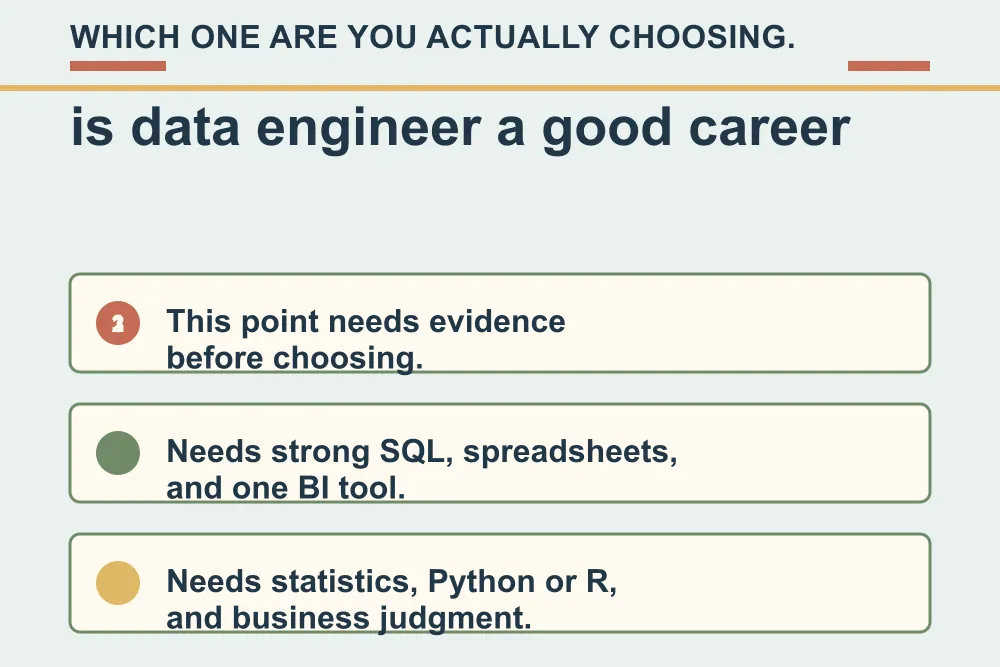 WHICH ONE ARE YOU ACTUALLY CHOOSING.
is data engineer a good career
This point needs evidence
before choosing.
Needs strong SQL, spreadsheets,
and one BI tool.
Needs statistics, Python or R,
and business judgment.